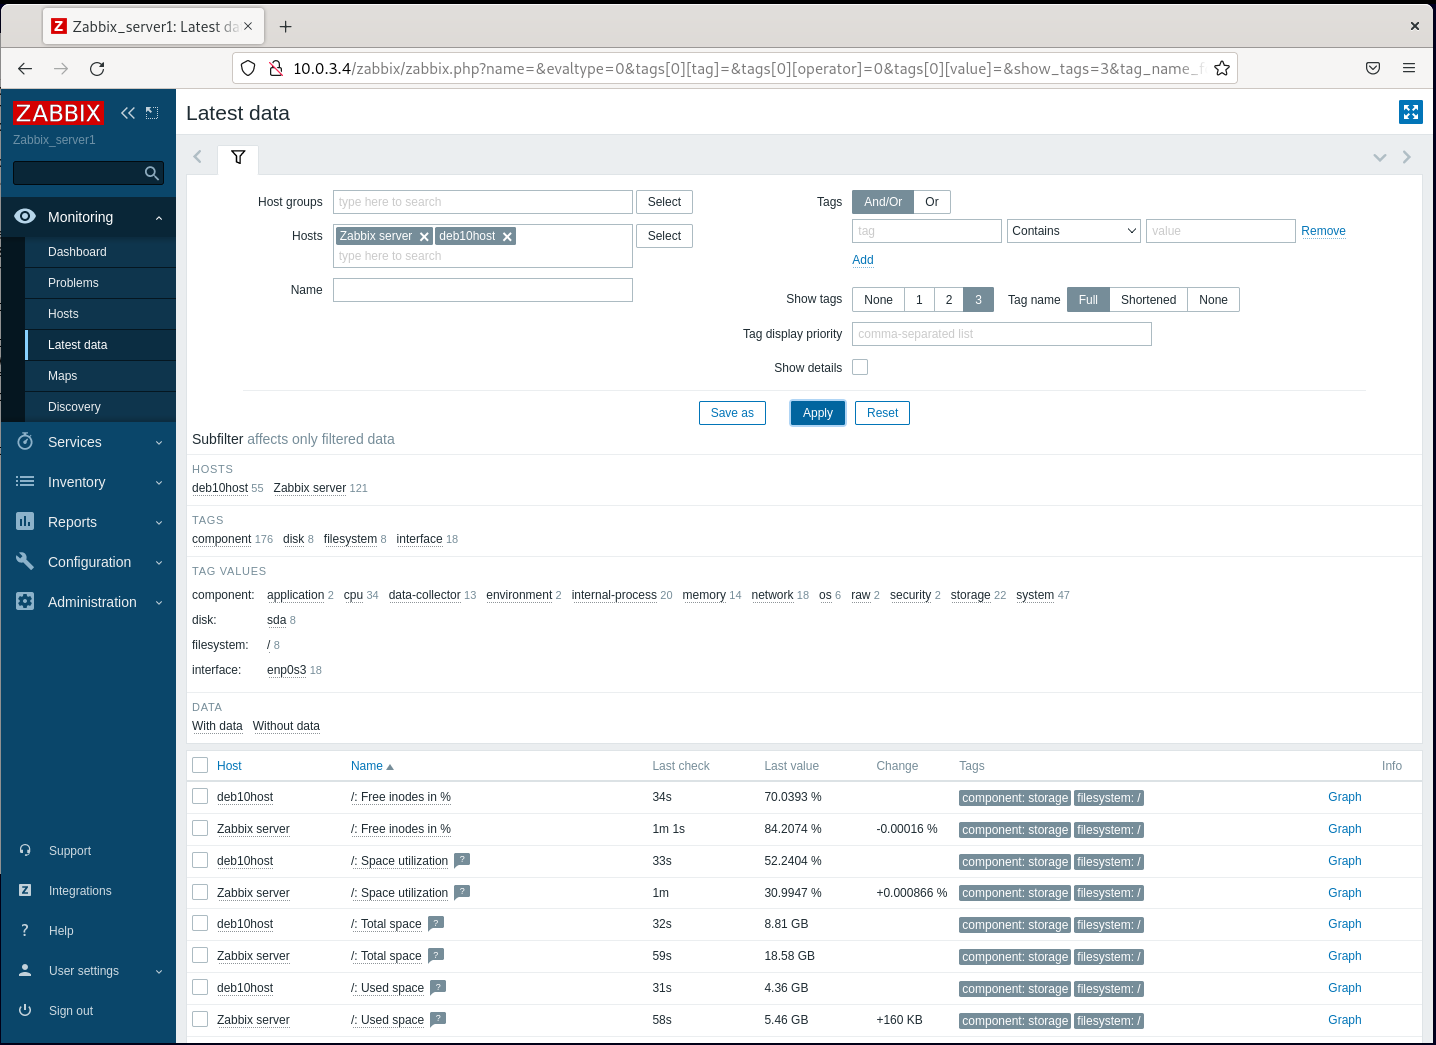 Zabbix_server1: Latest da
10.0.3.4/zabbix/zabbix.php?name=&evaltype=0&tags[0][tag]=&tags[0][operator]=0&tags[0][value]=&show_tags=3&tag_name_f
ZABBIX
Zabbix_server1
Monitoring
Dashboard
Problems
Hosts
Latest data
Maps
Discovery
Services
Inventory
Reports
Configuration
Administration
Support
Integrations
Help
User settings
Sign out
Latest data
Host groups type here to search Select
Hosts Zabbix server deb10host Select
type here to search
Name
Tags And/Or Or
tag Contains value Remove
Add
Show tags None 1 2 3 Tag name Full Shortened None
Tag display priority comma-separated list
Show details
Save as Apply Reset
Subfilter affects only filtered data
HOSTS
deb10host 55 Zabbix server 121
TAGS
component 176 disk 8 filesystem 8 interface 18
TAG VALUES
component: application 2 cpu 34 data-collector 13 environment 2 internal-process 20 memory 14 network 18 os 6 raw 2 security 2 storage 22 system 47
disk: sda 8
filesystem: / 8
interface: enp0s3 18
DATA
With data Without data
Host Name Last check Last value Change Tags Info
deb10host /: Free inodes in % 34s 70.0393 % component: storage filesystem: / Graph
Zabbix server /: Free inodes in % 1m 1s 84.2074 % -0.00016 % component: storage filesystem: / Graph
deb10host /: Space utilization ? 33s 52.2404 % component: storage filesystem: / Graph
Zabbix server /: Space utilization ? 1m 30.9947 % +0.000866 % component: storage filesystem: / Graph
deb10host /: Total space ? 32s 8.81 GB component: storage filesystem: / Graph
Zabbix server /: Total space ? 59s 18.58 GB component: storage filesystem: / Graph
deb10host /: Used space ? 31s 4.36 GB component: storage filesystem: / Graph
Zabbix server /: Used space ? 58s 5.46 GB +160 KB component: storage filesystem: / Graph